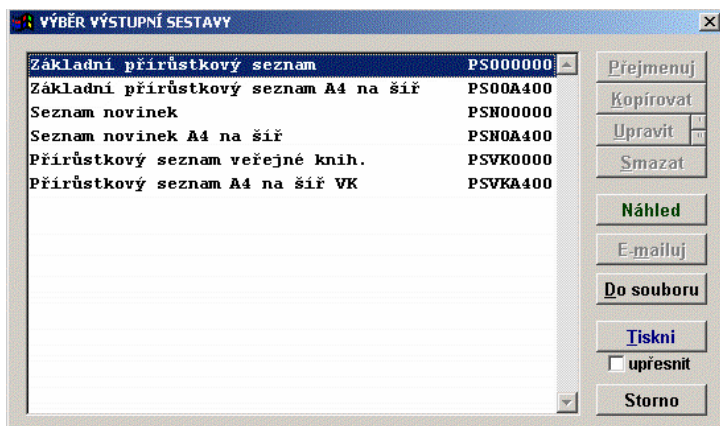 VÝBĚR VÝSTUPNÍ SESTAVY
Základní přírůstkový seznam PS000000
Základní přírůstkový seznam A4 na šíř PS00A400
Seznam novinek PSN00000
Seznam novinek A4 na šíř PSN0A400
Přírůstkový seznam veřejné knih. PSVK0000
Přírůstkový seznam A4 na šíř VK PSVKA400
Přejmenuj
Kopírovat
Upravit
Smazat
Náhled
E-mailuj
Do souboru
Tiskni
upřesnit
Storno